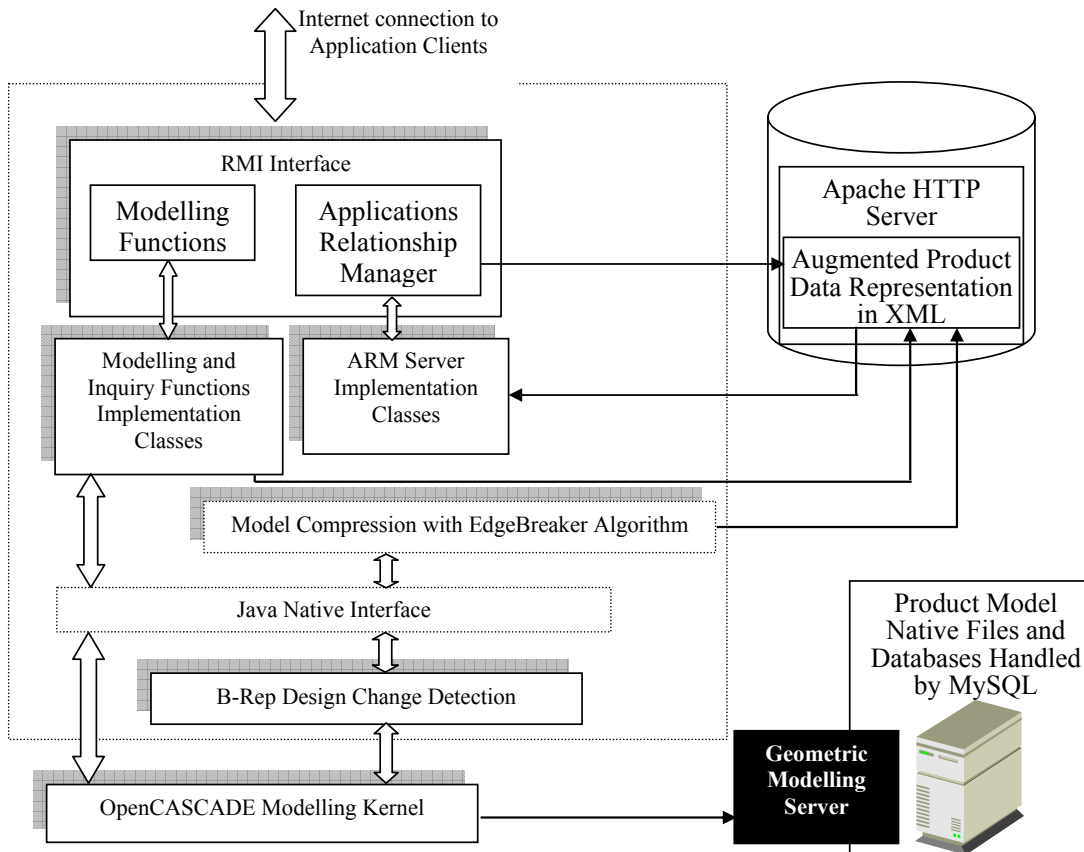 Internet connection to
Application Clients
RMI Interface
Modelling
Functions
Applications
Relationship
Manager
Apache HTTP
Server
Augmented Product
Data Representation
in XML
Modelling and
Inquiry Functions
Implementation
Classes
ARM Server
Implementation
Classes
Model Compression with EdgeBreaker Algorithm
Java Native Interface
B-Rep Design Change Detection
OpenCASCADE Modelling Kernel
Product Model
Native Files and
Databases Handled
by MySQL
Geometric
Modelling
Server